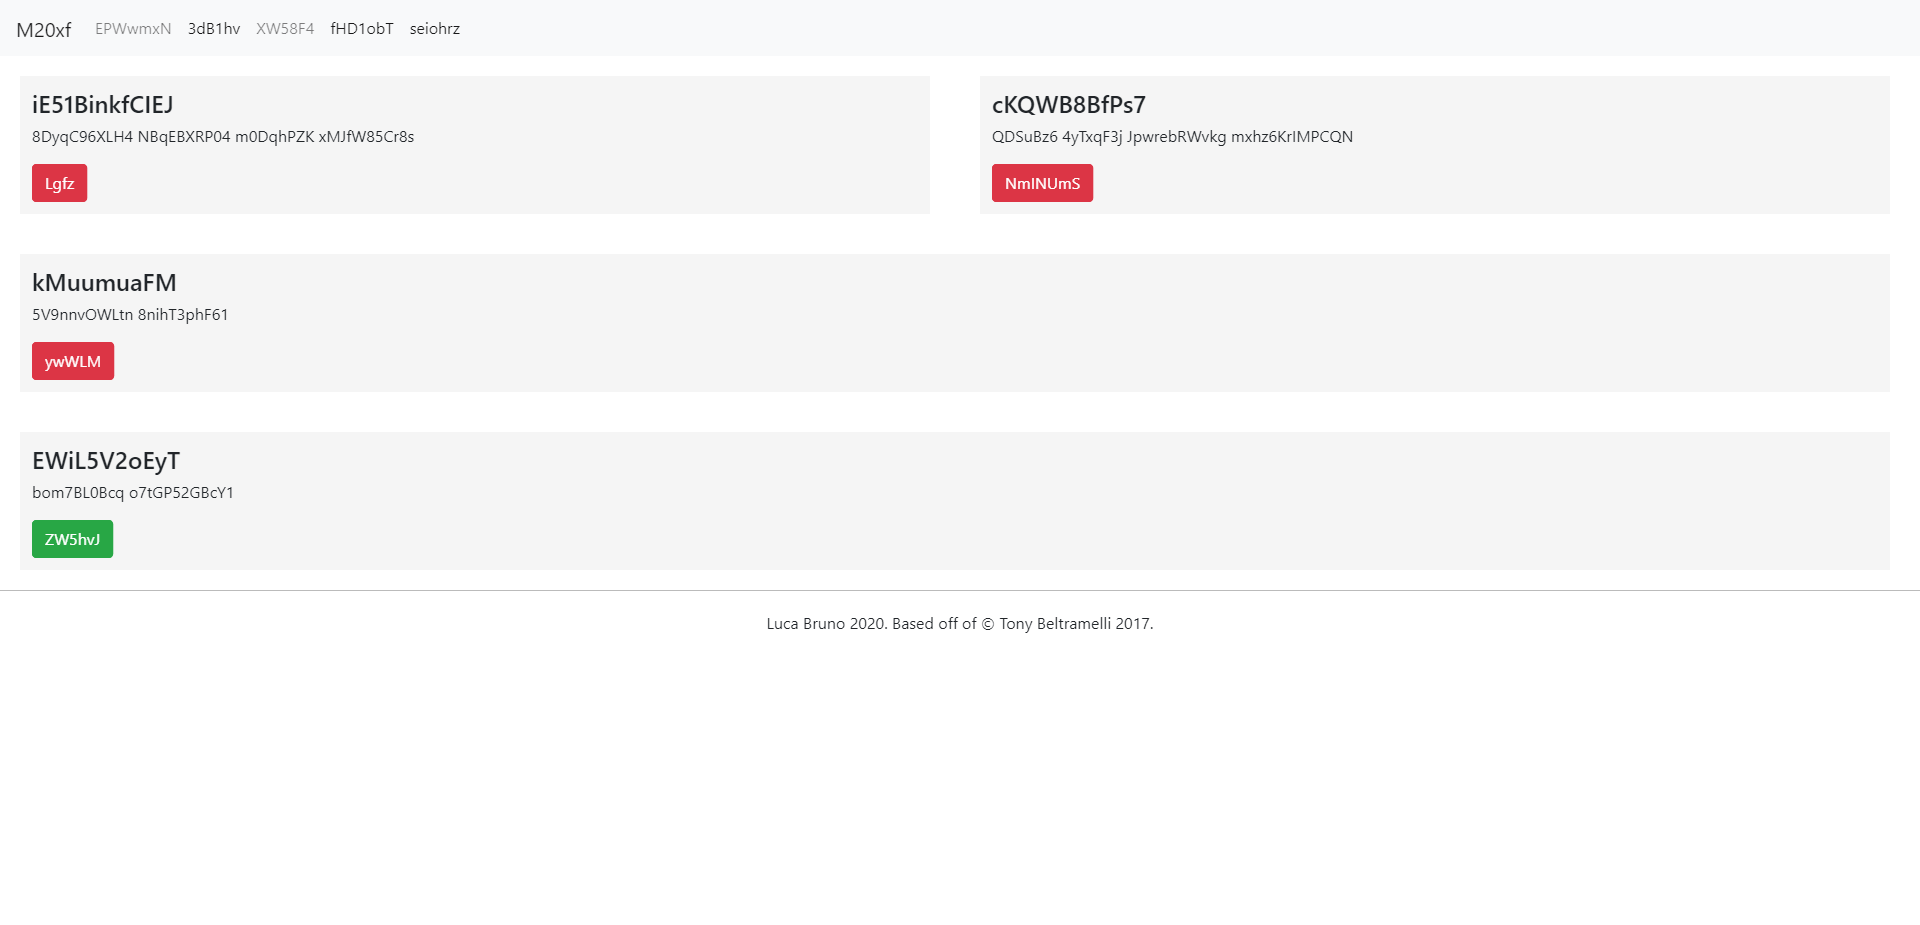 M20xf EPWwmxN 3dB1hv XW58F4 fHD1obT seiohrz
iE51BinkfCIEJ
8DyqC96XLH4 NBqEBXRP04 m0DqhPZK xMJfW85Cr8s
Lgfz
cKQWB8BfPs7
QDSuBz6 4yTxqF3j JpwrebRWvkg mxhz6KrIMPCQN
NmINUmS
kMuumuaFM
5V9nnvOWLtn 8nihT3phF61
ywWLM
EWiL5V2oEyT
bom7BL0Bcq o7tGP52GBcY1
ZW5hvJ
Luca Bruno 2020. Based off of © Tony Beltramelli 2017.